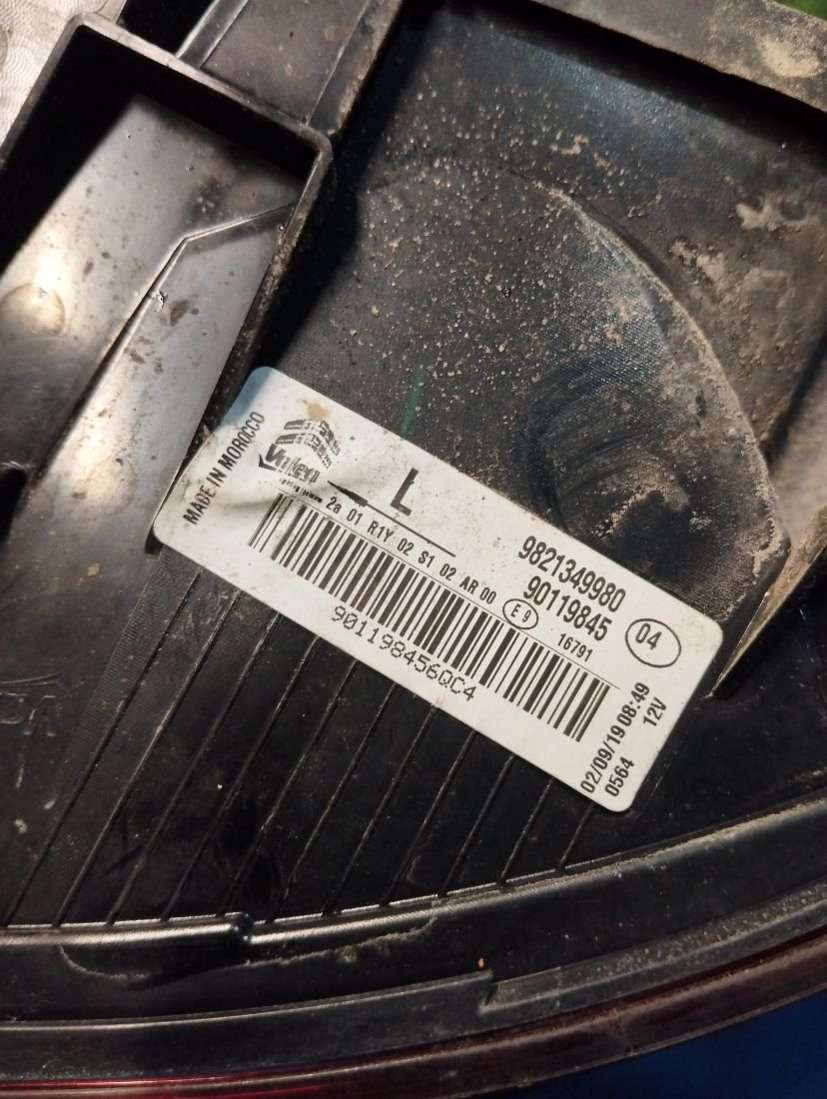 MADE IN MOROCCO
Valeo
L
2a 01 R1Y 02 S1 02 AR 00
E 9
16791
9821349980
90119845
04
901198456QC4
02/09/19 08:49
0564
12V